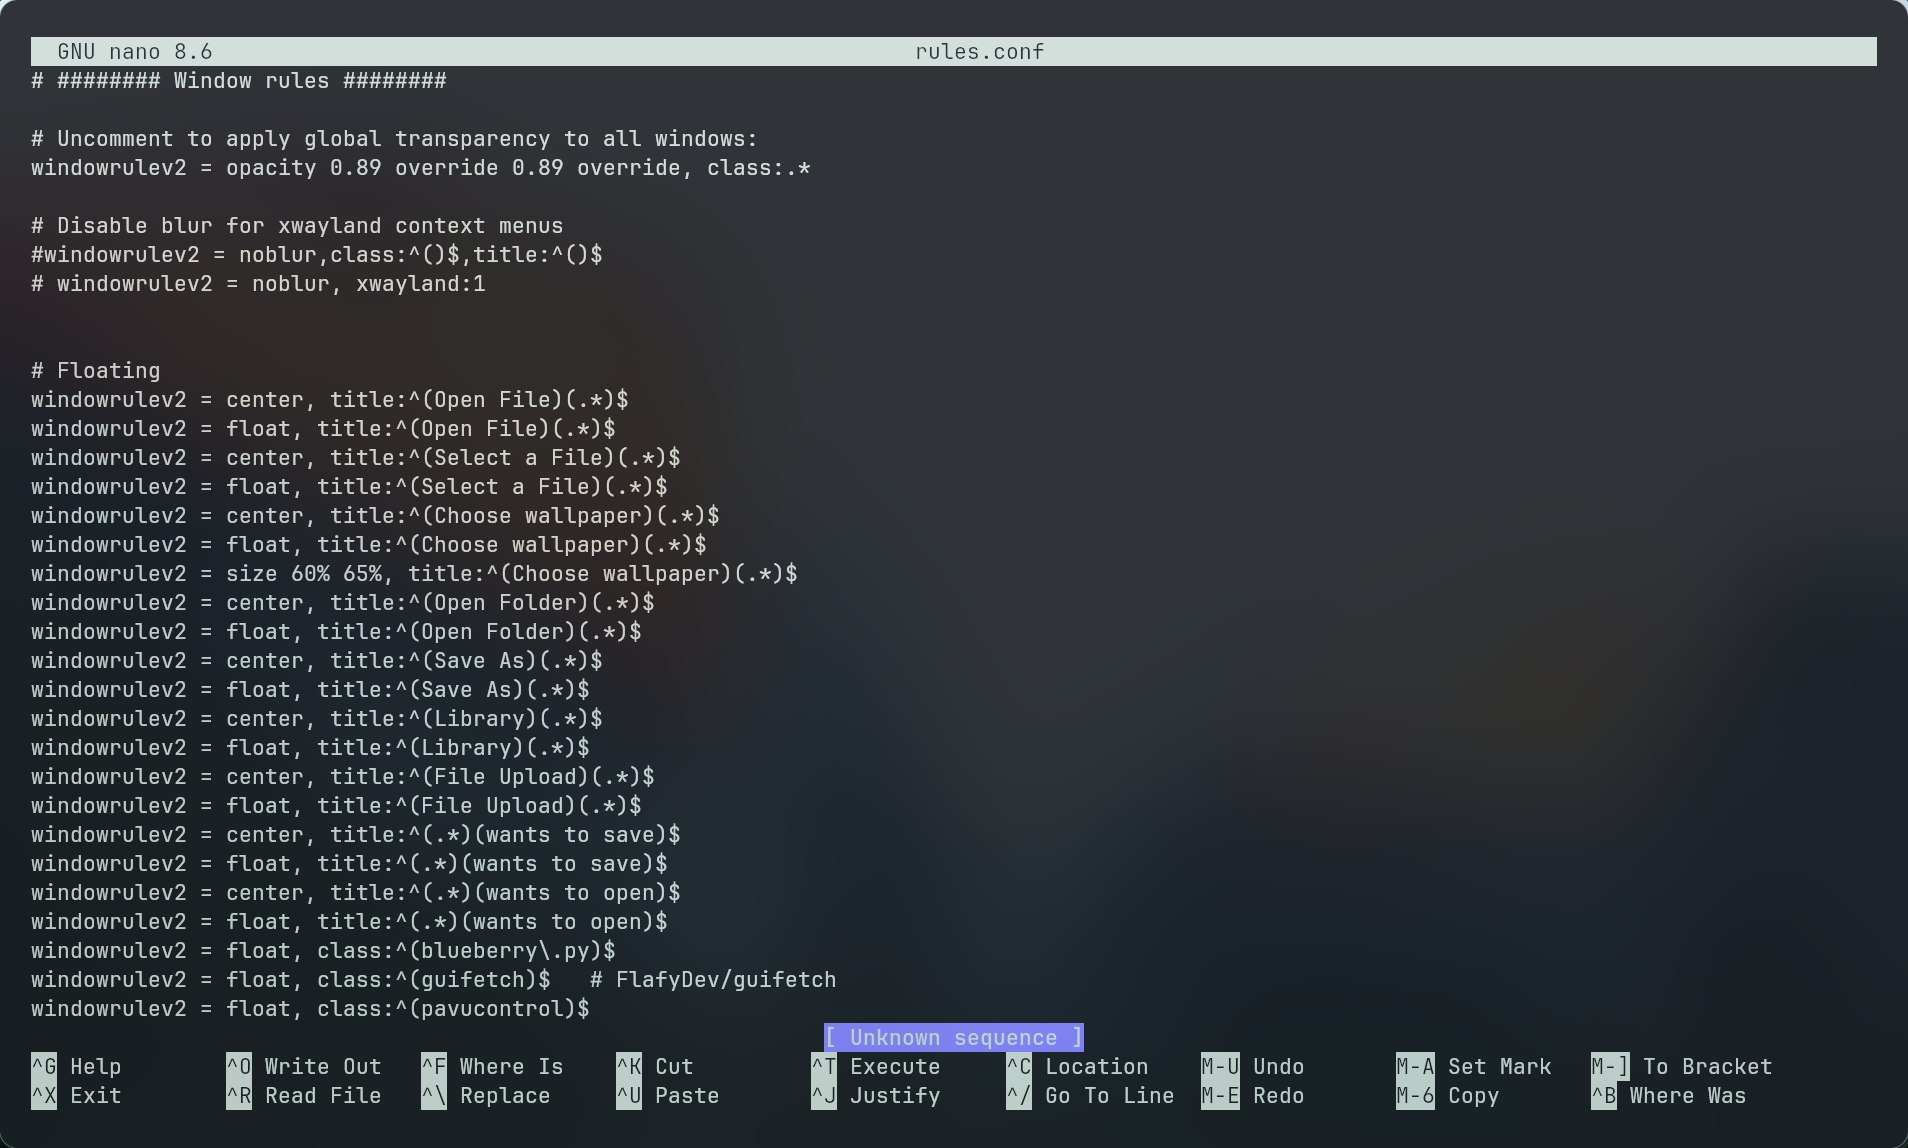 GNU nano 8.6 rules.conf
# ######## Window rules ########
# Uncomment to apply global transparency to all windows:
windowrulev2 = opacity 0.89 override 0.89 override, class:.*
# Disable blur for xwayland context menus
#windowrulev2 = noblur,class:^()$,title:^()$
# windowrulev2 = noblur, xwayland:1
# Floating
windowrulev2 = center, title:^(Open File)(.*)$
windowrulev2 = float, title:^(Open File)(.*)$
windowrulev2 = center, title:^(Select a File)(.*)$
windowrulev2 = float, title:^(Select a File)(.*)$
windowrulev2 = center, title:^(Choose wallpaper)(.*)$
windowrulev2 = float, title:^(Choose wallpaper)(.*)$
windowrulev2 = size 60% 65%, title:^(Choose wallpaper)(.*)$
windowrulev2 = center, title:^(Open Folder)(.*)$
windowrulev2 = float, title:^(Open Folder)(.*)$
windowrulev2 = center, title:^(Save As)(.*)$
windowrulev2 = float, title:^(Save As)(.*)$
windowrulev2 = center, title:^(Library)(.*)$
windowrulev2 = float, title:^(Library)(.*)$
windowrulev2 = center, title:^(File Upload)(.*)$
windowrulev2 = float, title:^(File Upload)(.*)$
windowrulev2 = center, title:^(.*)(wants to save)$
windowrulev2 = float, title:^(.*)(wants to save)$
windowrulev2 = center, title:^(.*)(wants to open)$
windowrulev2 = float, title:^(.*)(wants to open)$
windowrulev2 = float, class:^(blueberry\.py)$
windowrulev2 = float, class:^(guifetch)$   # FlafyDev/guifetch
windowrulev2 = float, class:^(pavucontrol)$
[ Unknown sequence ]
^G Help ^O Write Out ^F Where Is ^K Cut ^T Execute ^C Location M-U Undo M-A Set Mark M-] To Bracket
^X Exit ^R Read File ^\ Replace ^U Paste ^J Justify ^/ Go To Line M-E Redo M-6 Copy ^B Where Was